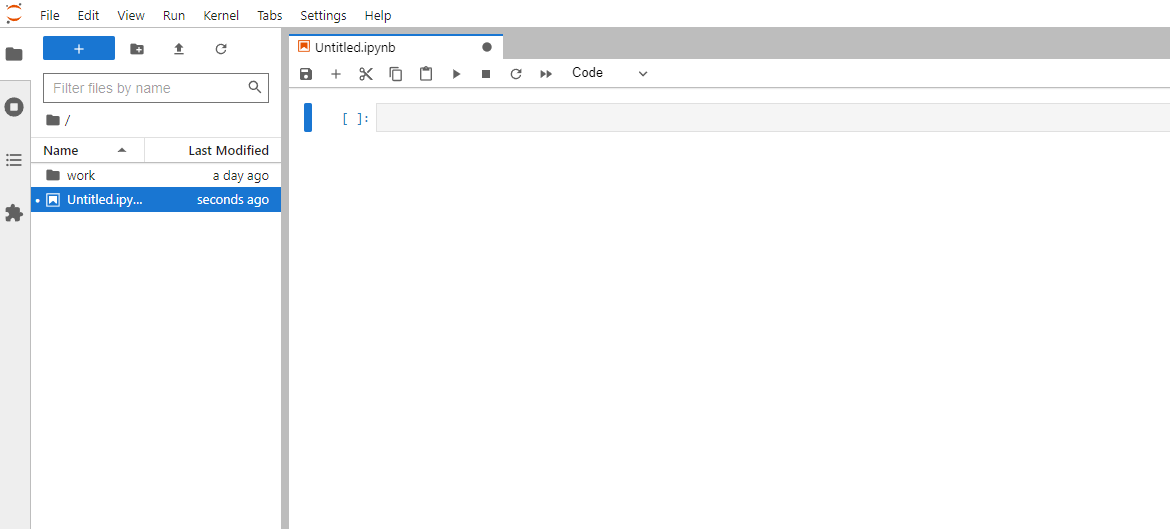 File Edit View Run Kernel Tabs Settings Help
Untitled.ipynb
Code
Filter files by name
/
Name Last Modified
work a day ago
Untitled.ipy... seconds ago
[ ]: